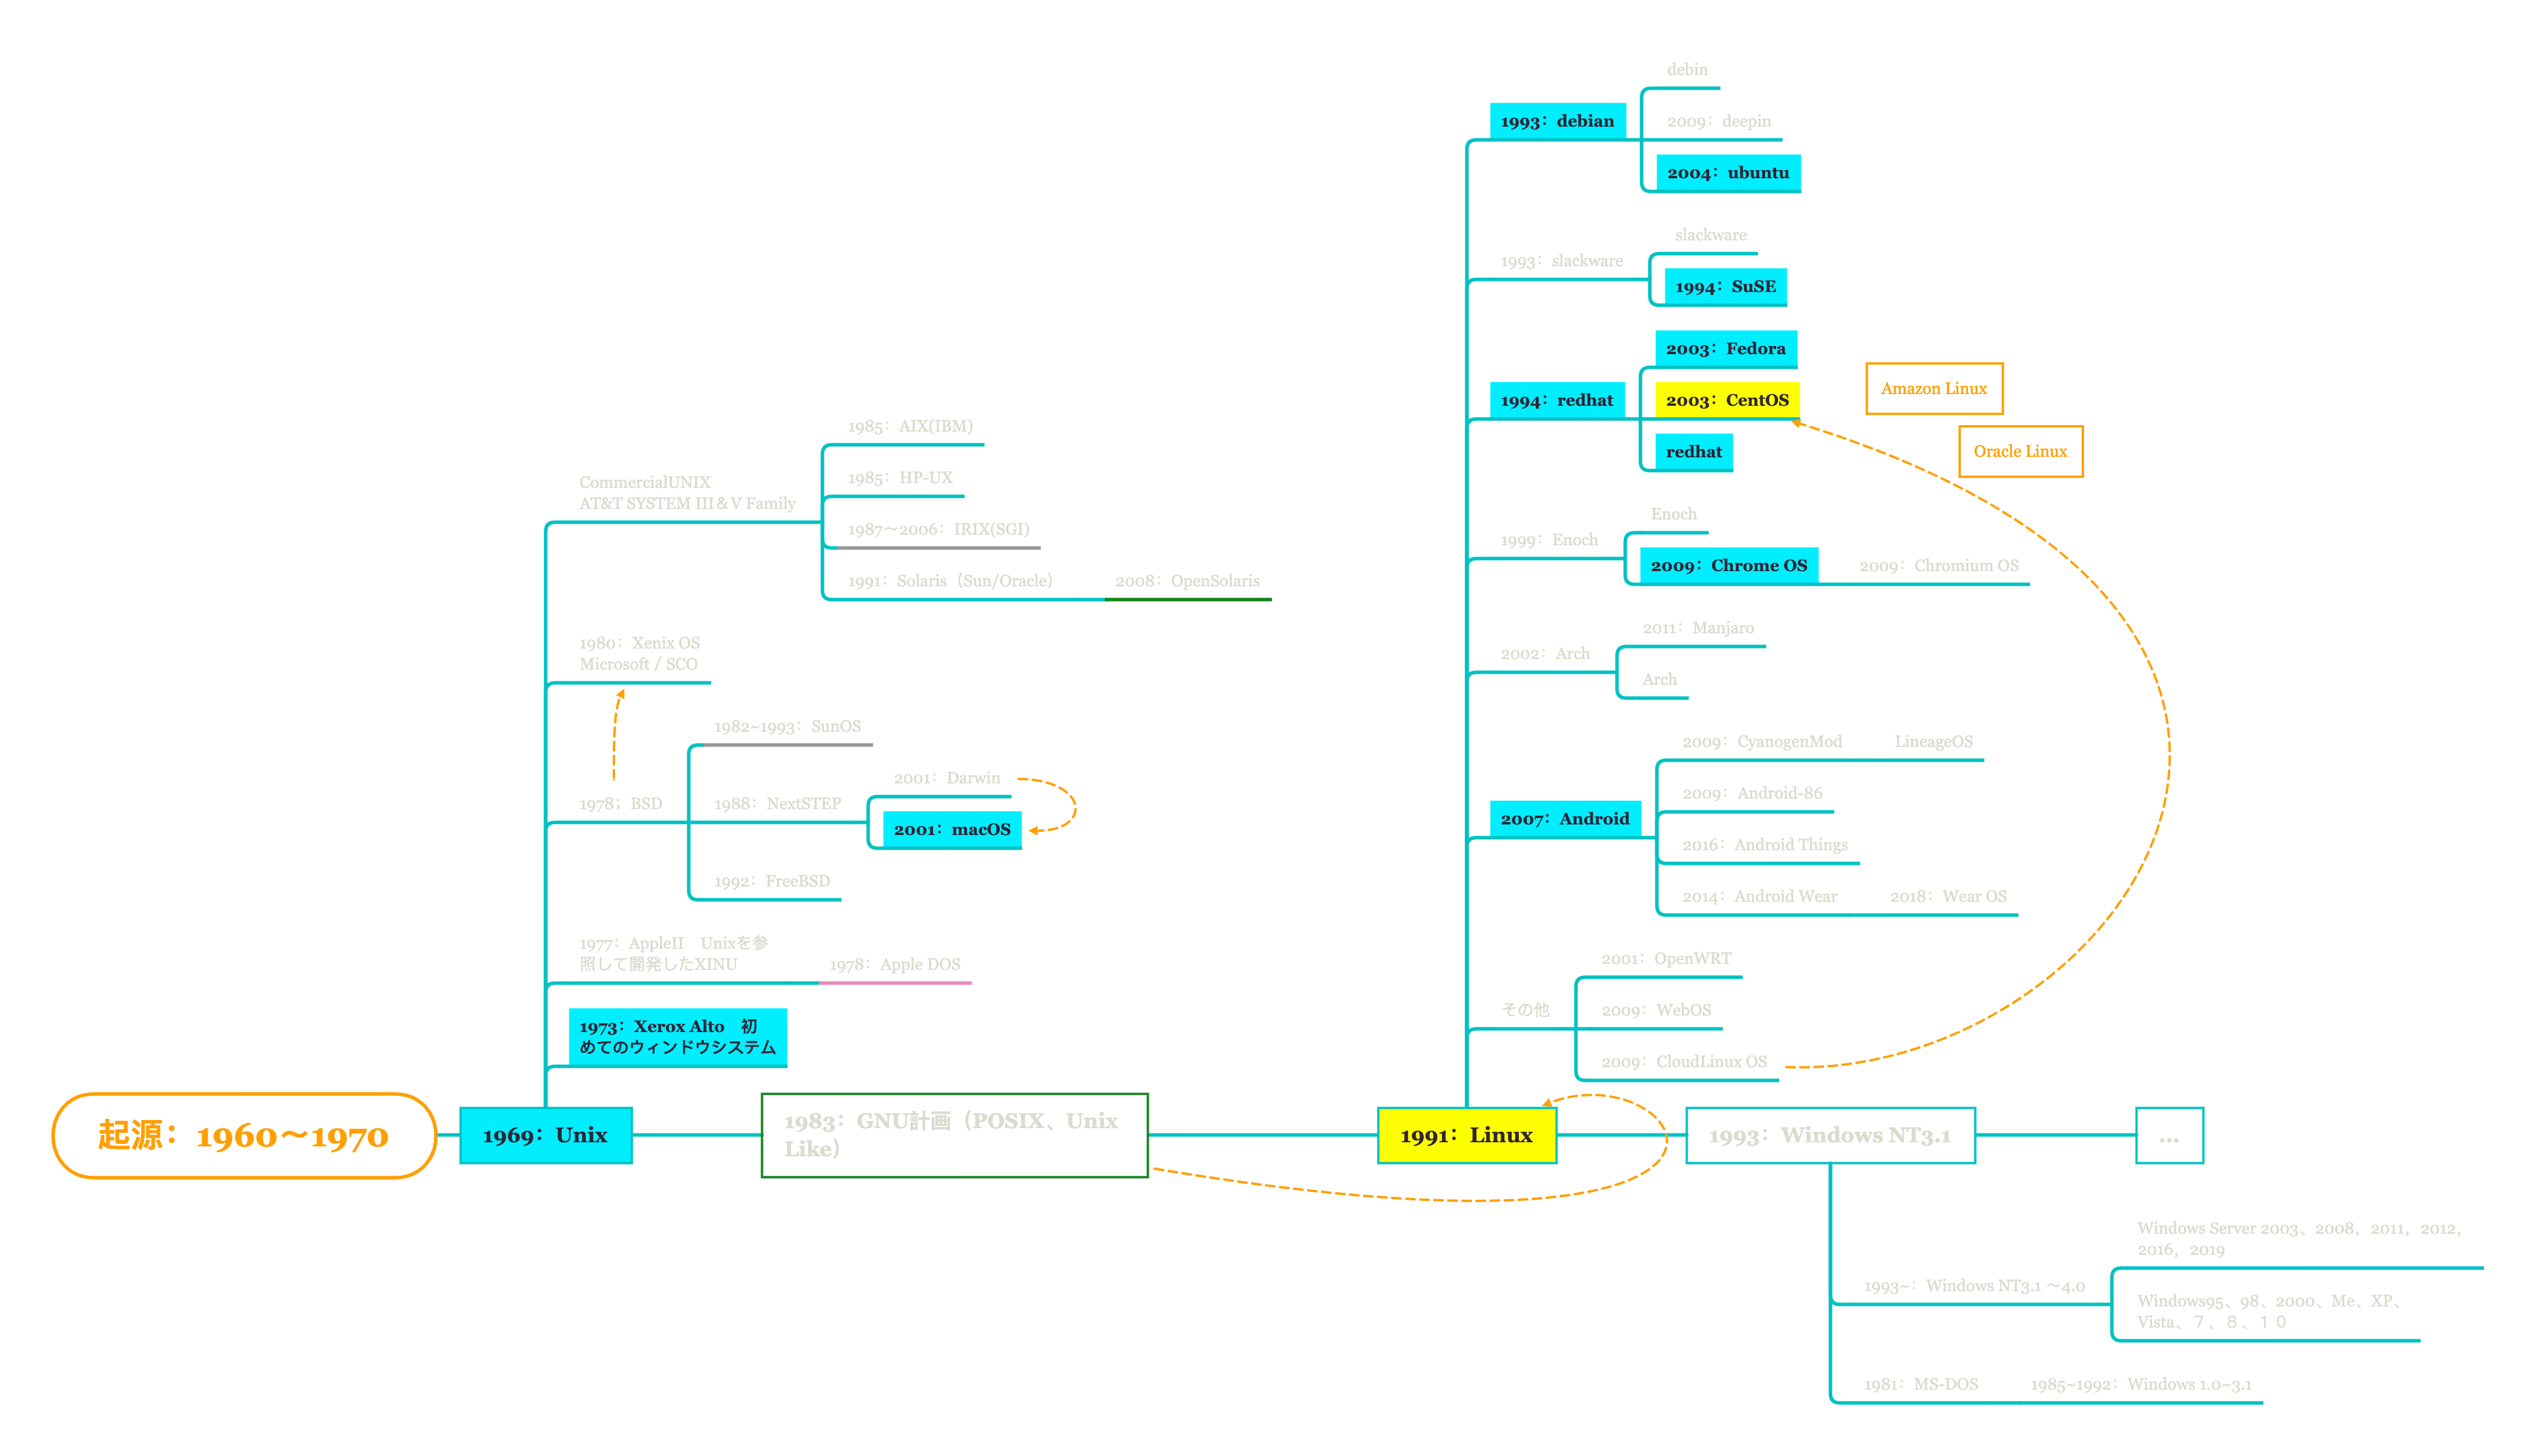 起源：1960〜1970
1969：Unix
CommercialUNIX
AT&T SYSTEM III＆V Family
1985：AIX(IBM)
1985：HP-UX
1987〜2006：IRIX(SGI)
1991：Solaris（Sun/Oracle）
2008：OpenSolaris
1980：Xenix OS
Microsoft / SCO
1978；BSD
1982~1993：SunOS
1988：NextSTEP
2001：Darwin
2001：macOS
1992：FreeBSD
1977：AppleII　Unixを参
照して開発したXINU
1978：Apple DOS
1973：Xerox Alto　初
めてのウィンドウシステム
1983：GNU計画（POSIX、Unix
Like）
1991：Linux
1993：debian
debin
2009：deepin
2004：ubuntu
1993：slackware
slackware
1994：SuSE
1994：redhat
2003：Fedora
2003：CentOS
redhat
Amazon Linux
Oracle Linux
1999：Enoch
Enoch
2009：Chrome OS
2009：Chromium OS
2002：Arch
2011：Manjaro
Arch
2007：Android
2009：CyanogenMod
LineageOS
2009：Android-86
2016：Android Things
2014：Android Wear
2018：Wear OS
その他
2001：OpenWRT
2009：WebOS
2009：CloudLinux OS
1993：Windows NT3.1
...
1993~：Windows NT3.1 〜4.0
Windows Server 2003、2008，2011，2012，
2016，2019
Windows95、98、2000、Me、XP、
Vista、７、８、１０
1981：MS-DOS
1985~1992：Windows 1.0~3.1